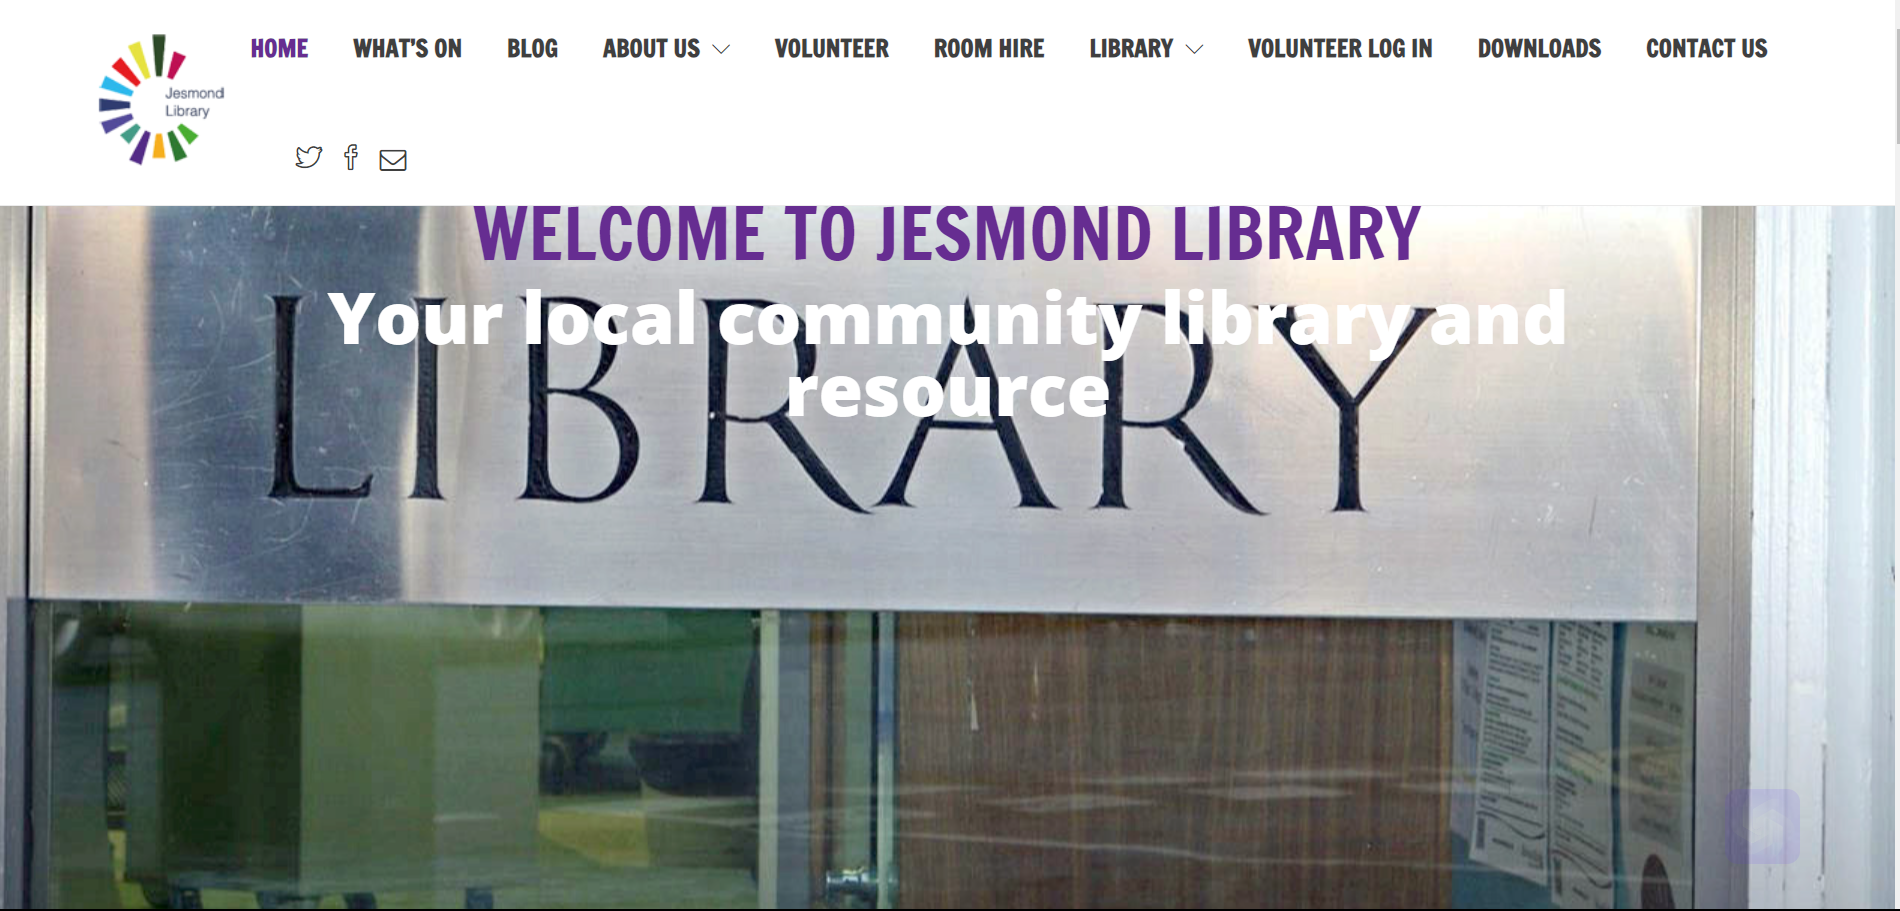 Jesmond
Library
HOME WHAT'S ON BLOG ABOUT US VOLUNTEER ROOM HIRE LIBRARY VOLUNTEER LOG IN DOWNLOADS CONTACT US
WELCOME TO JESMOND LIBRARY
Your local community library and
resource
LIBRARY